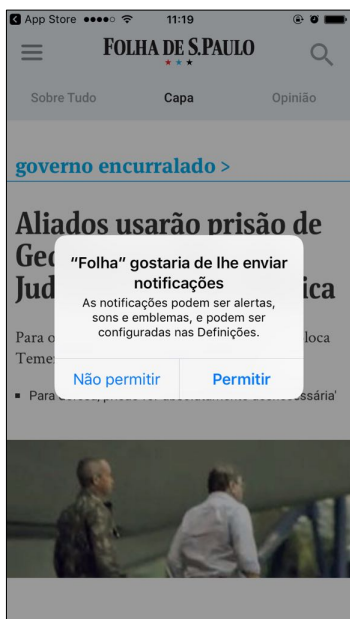 App Store 11:19
FOLHA DE S.PAULO
Sobre Tudo Capa Opinião
governo encurralado >
Aliados usarão prisão de
Ged
Jud ica
“Folha” gostaria de lhe enviar
notificações
As notificações podem ser alertas,
sons e emblemas, e podem ser
configuradas nas Definições.
Para o loca
Teme
Não permitir Permitir
Para